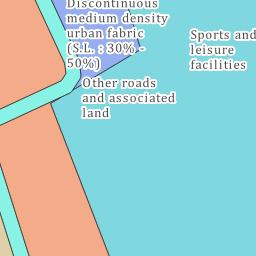 Discontinuous
medium density
urban fabric
(S.L. : 30% -
50%)
Sports and
leisure
facilities
Other roads
and associated
land